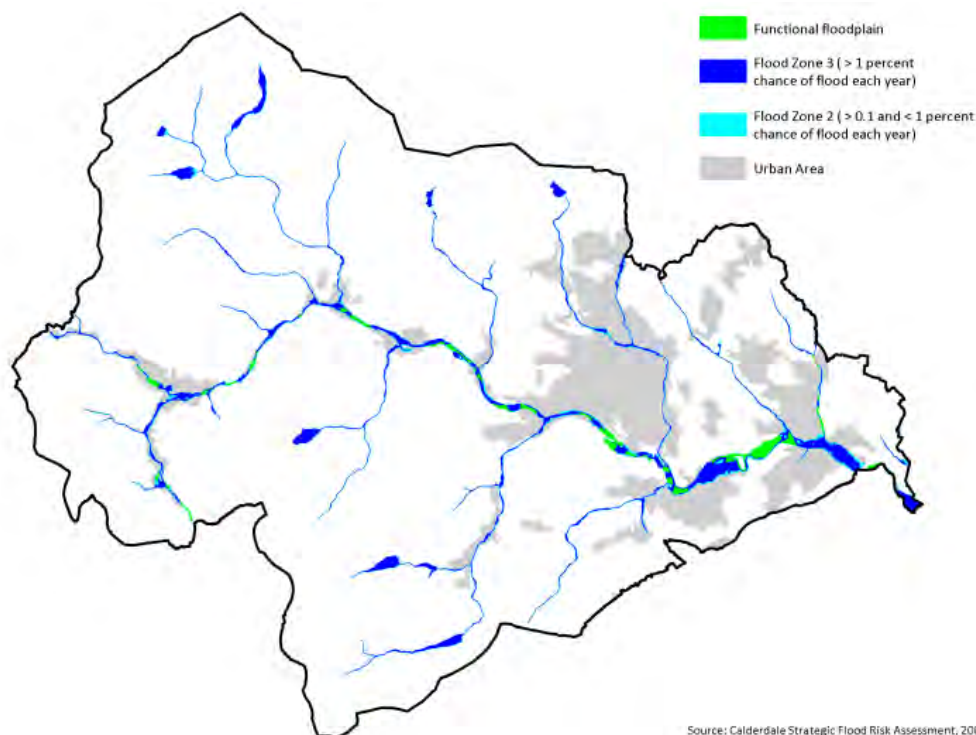 Functional floodplain
Flood Zone 3 ( > 1 percent
chance of flood each year)
Flood Zone 2 ( > 0.1 and < 1 percent
chance of flood each year)
Urban Area
Source: Calderdale Strategic Flood Risk Assessment,